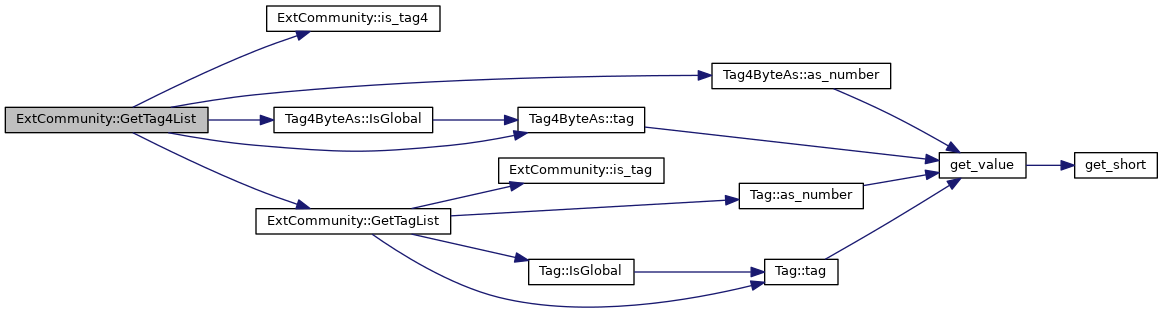 ExtCommunity::is_tag4
Tag4ByteAs::as_number
ExtCommunity::GetTag4List
Tag4ByteAs::IsGlobal
Tag4ByteAs::tag
get_value
get_short
ExtCommunity::is_tag
Tag::as_number
ExtCommunity::GetTagList
Tag::IsGlobal
Tag::tag